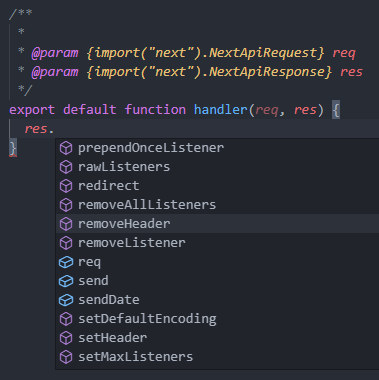 /**
 *
 * @param {import("next").NextApiRequest} req
 * @param {import("next").NextApiResponse} res
 */
export default function handler(req, res) {
  res.
}
prependOnceListener
rawListeners
redirect
removeAllListeners
removeHeader
removeListener
req
send
sendDate
setDefaultEncoding
setHeader
setMaxListeners